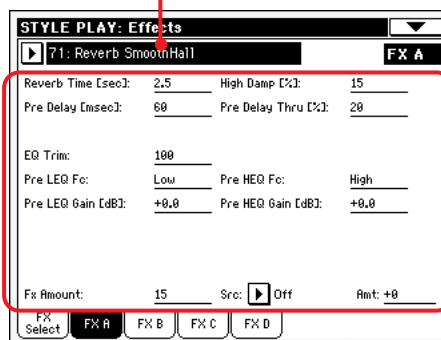 STYLE PLAY: Effects
71: Reverb SmoothHall FX A
Reverb Time [sec]: 2.5 High Damp [%]: 15
Pre Delay [msec]: 60 Pre Delay Thru [%]: 20
EQ Trim: 100
Pre LEQ Fc: Low Pre HEQ Fc: High
Pre LEQ Gain [dB]: +0.0 Pre HEQ Gain [dB]: +0.0
Fx Amount: 15 Src: Off Amt: +0
FX Select FX A FX B FX C FX D